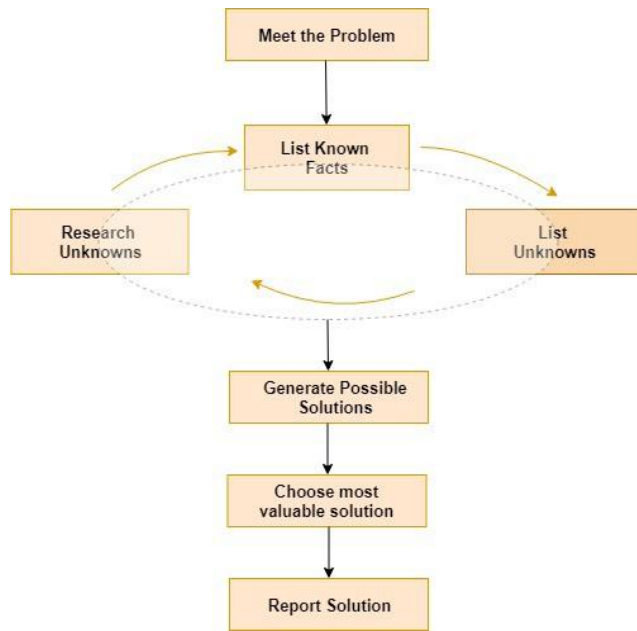 Meet the Problem
List Known
Facts
Research
Unknowns
List
Unknowns
Generate Possible
Solutions
Choose most
valuable solution
Report Solution